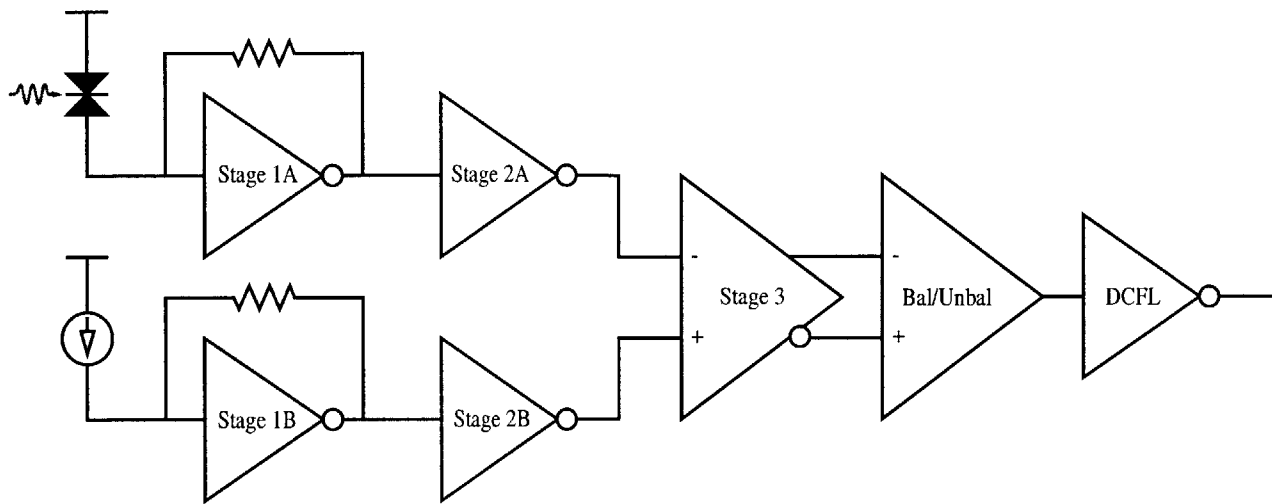 Stage 1A
Stage 2A
-
+
Stage 3
-
+
Bal/Unbal
DCFL
Stage 1B
Stage 2B